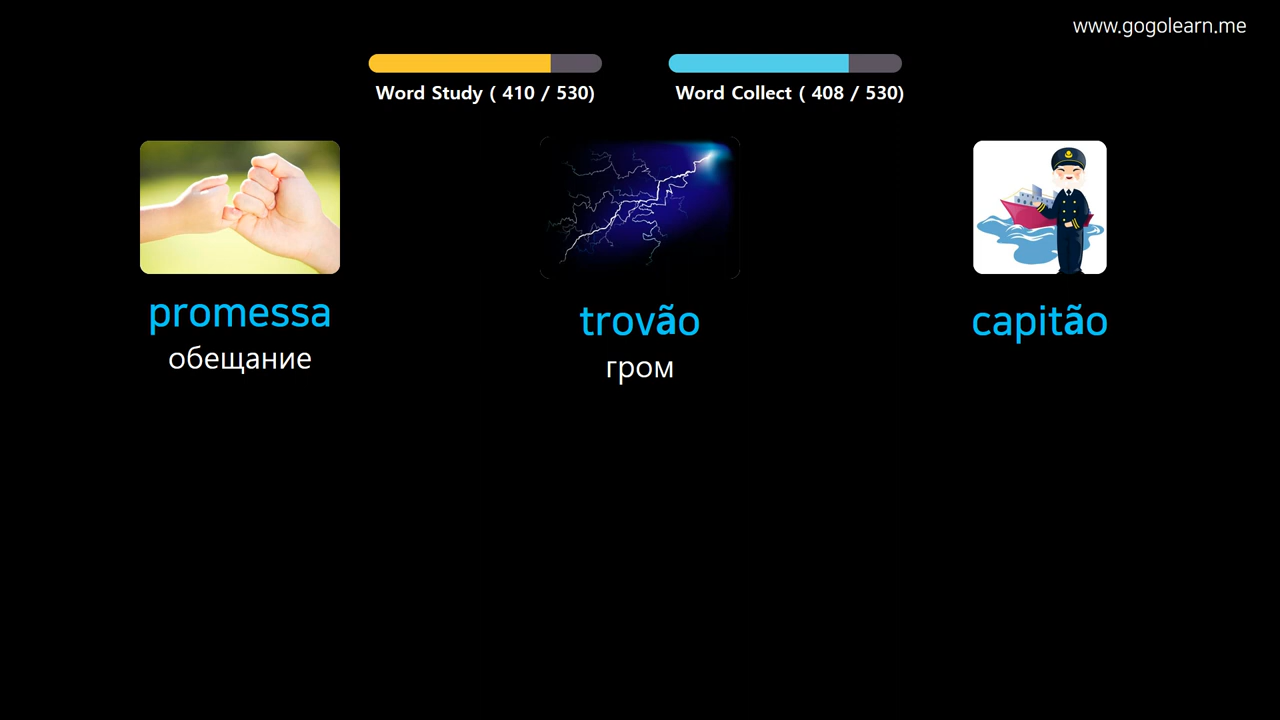 www.gogolearn.me
Word Study ( 410 / 530)
Word Collect ( 408 / 530)
promessa
обещание
trovão
гром
capitão